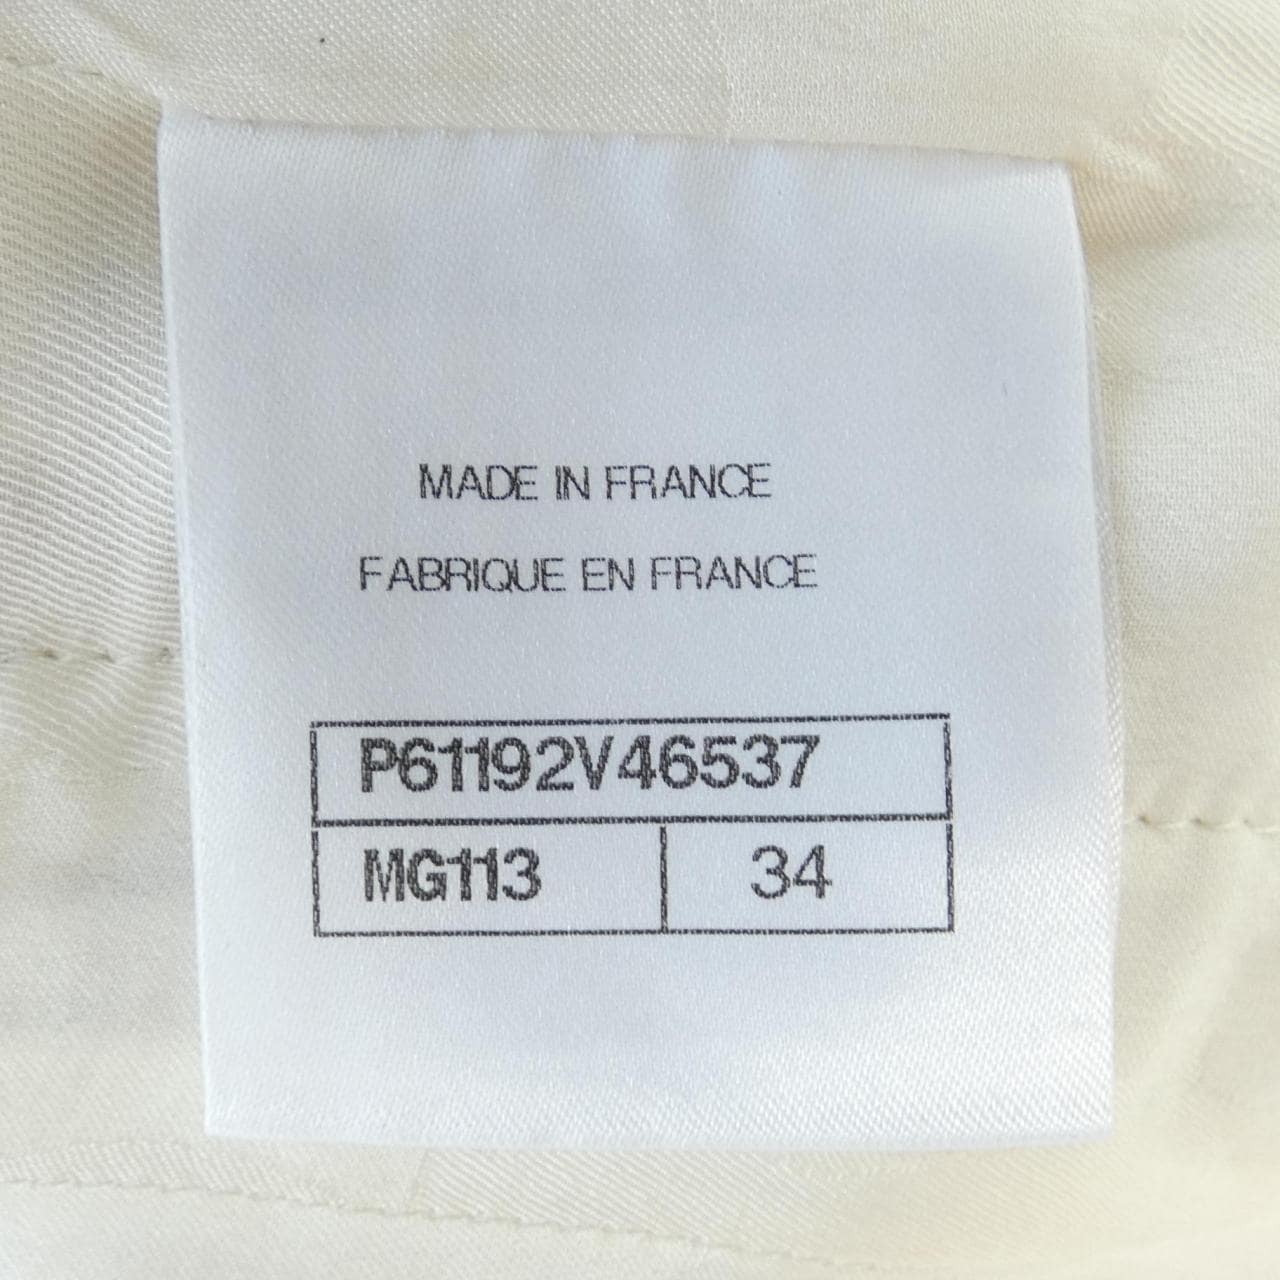 MADE IN FRANCE
FABRIQUE EN FRANCE
P61192V46537
MG113 34